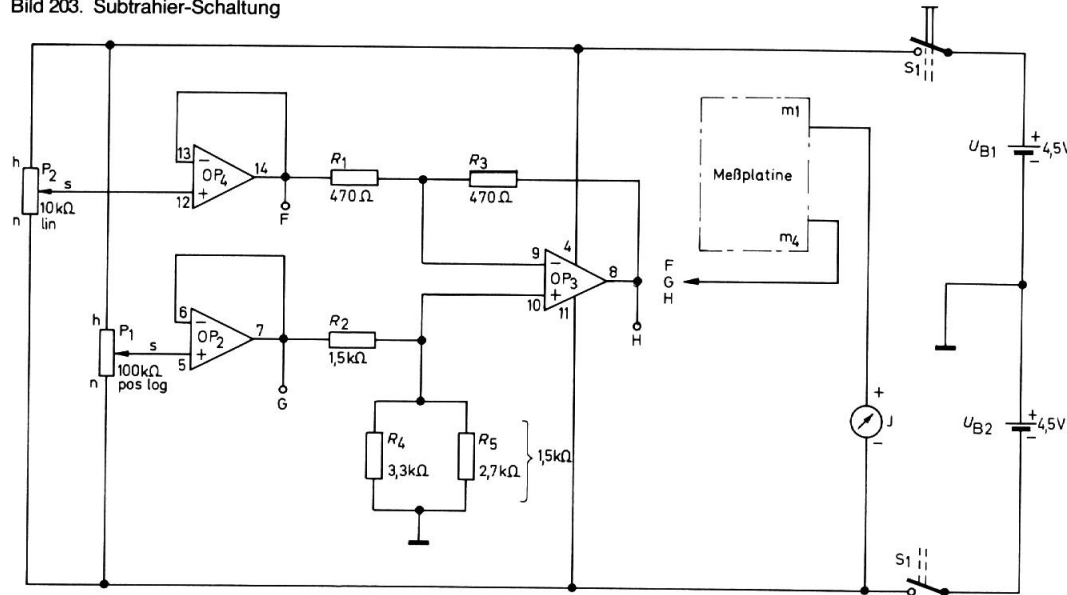 Bild 203. Subtrahier-Schaltung
S1
m1
UB1
+
4,5V
−
Meßplatine
m4
h
P2
s
n
10kΩ
lin
13
−
OP4
14
12
+
F
R1
470Ω
R3
470Ω
9
−
4
OP3
8
10
+
11
H
F
G
H
6
−
OP2
7
5
+
G
h
P1
s
n
100kΩ
pos log
R2
1,5kΩ
R4
3,3kΩ
R5
2,7kΩ
1,5kΩ
+
J
−
UB2
+
4,5V
−
S1